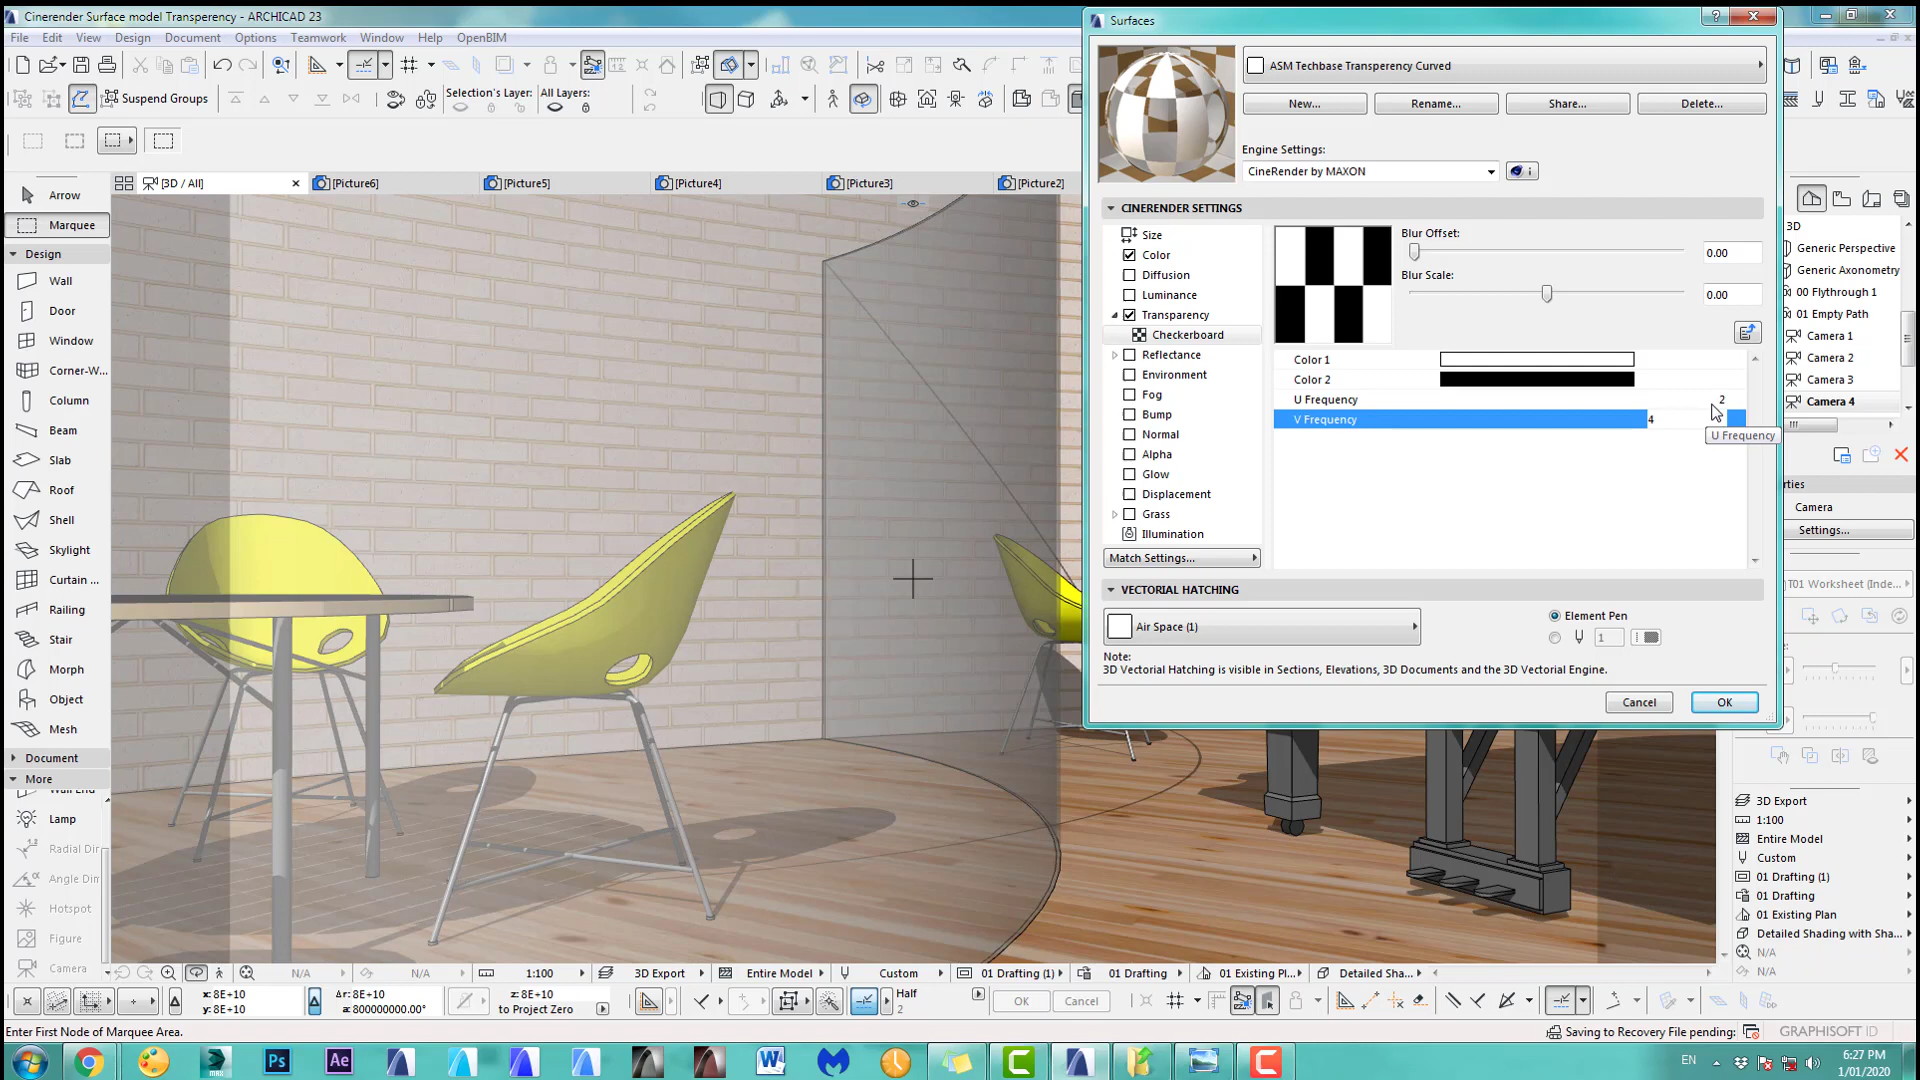 Cinerender Surface model Transperency - ARCHICAD 23
File Edit View Design Document Options Teamwork Window Help OpenBIM
Suspend Groups
Selection's Layer:
All Layers:
[3D / All]
[Picture6]
[Picture5]
[Picture4]
[Picture3]
[Picture2]
Arrow
Marquee
Design
Wall
Door
Window
Corner-W...
Column
Beam
Slab
Roof
Shell
Skylight
Curtain ...
Railing
Stair
Morph
Object
Mesh
Document
More
Wall End
Lamp
Radial Dir
Angle Dim
Hotspot
Figure
Camera
Surfaces
ASM Techbase Transparency Curved
New...
Rename...
Share...
Delete...
Engine Settings:
CineRender by MAXON
i
CINERENDER SETTINGS
Size
Color
Diffusion
Luminance
Transparency
Checkerboard
Reflectance
Environment
Fog
Bump
Normal
Alpha
Glow
Displacement
Grass
Illumination
Match Settings...
Blur Offset:
0.00
Blur Scale:
0.00
Color 1
Color 2
U Frequency 2
V Frequency 4
U Frequency
VECTORIAL HATCHING
Air Space (1)
Element Pen
1
Note:
3D Vectorial Hatching is visible in Sections, Elevations, 3D Documents and the 3D Vectorial Engine.
Cancel
OK
3D
Generic Perspective
Generic Axonometry
00 Flythrough 1
01 Empty Path
Camera 1
Camera 2
Camera 3
Camera 4
rties
Camera
Settings...
T01 Worksheet (Inde...
3D Export
1:100
Entire Model
Custom
01 Drafting (1)
01 Drafting
01 Existing Plan
Detailed Shading with Sha...
N/A
N/A
N/A
N/A
1:100
3D Export
Entire Model
Custom
01 Drafting (1)
01 Drafting
01 Existing Pl...
Detailed Sha...
x: 8E+10
y: 8E+10
Δr: 8E+10
a: 800000000.00°
z: 8E+10
to Project Zero
Half
2
OK
Cancel
Enter First Node of Marquee Area.
Saving to Recovery File pending:
GRAPHISOFT ID
EN
6:27 PM
1/01/2020